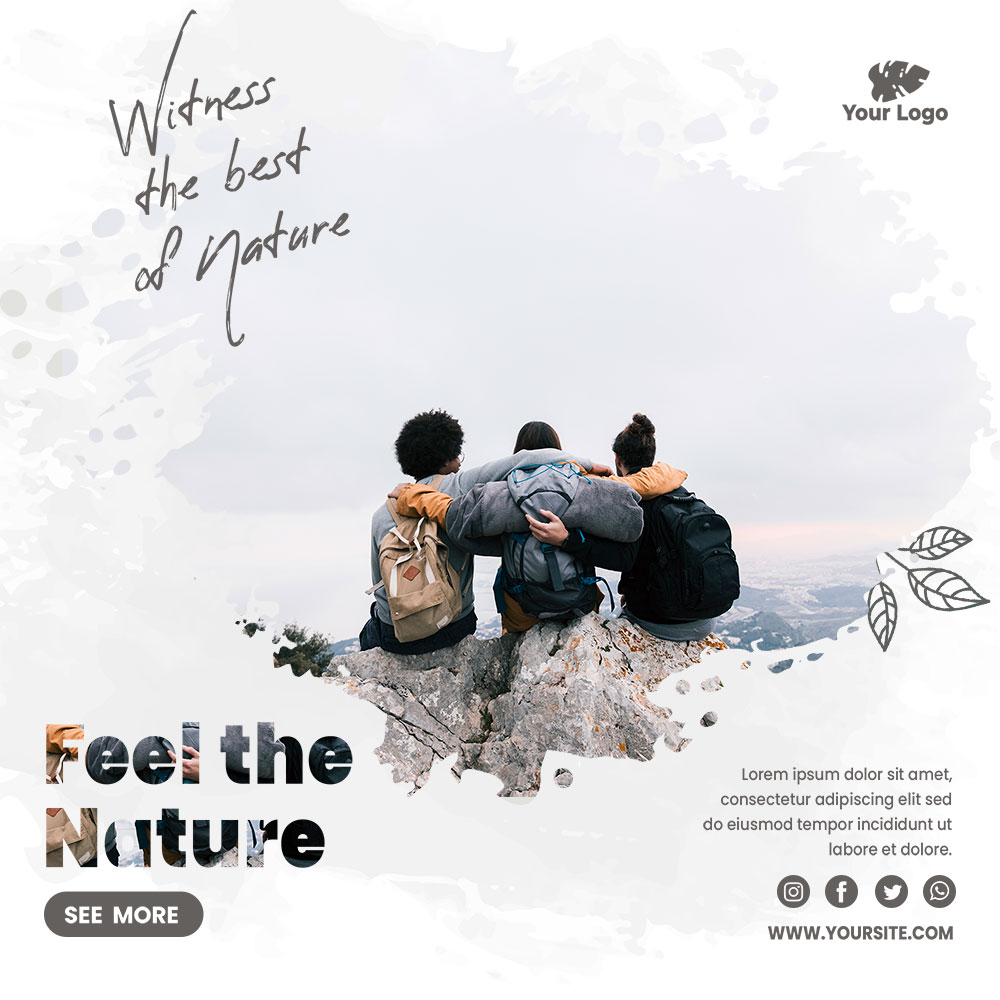 Witness
the best
of Nature
Your Logo
Feel the
Nature
SEE MORE
Lorem ipsum dolor sit amet,
consectetur adipiscing elit sed
do eiusmod tempor incididunt ut
labore et dolore.
WWW.YOURSITE.COM